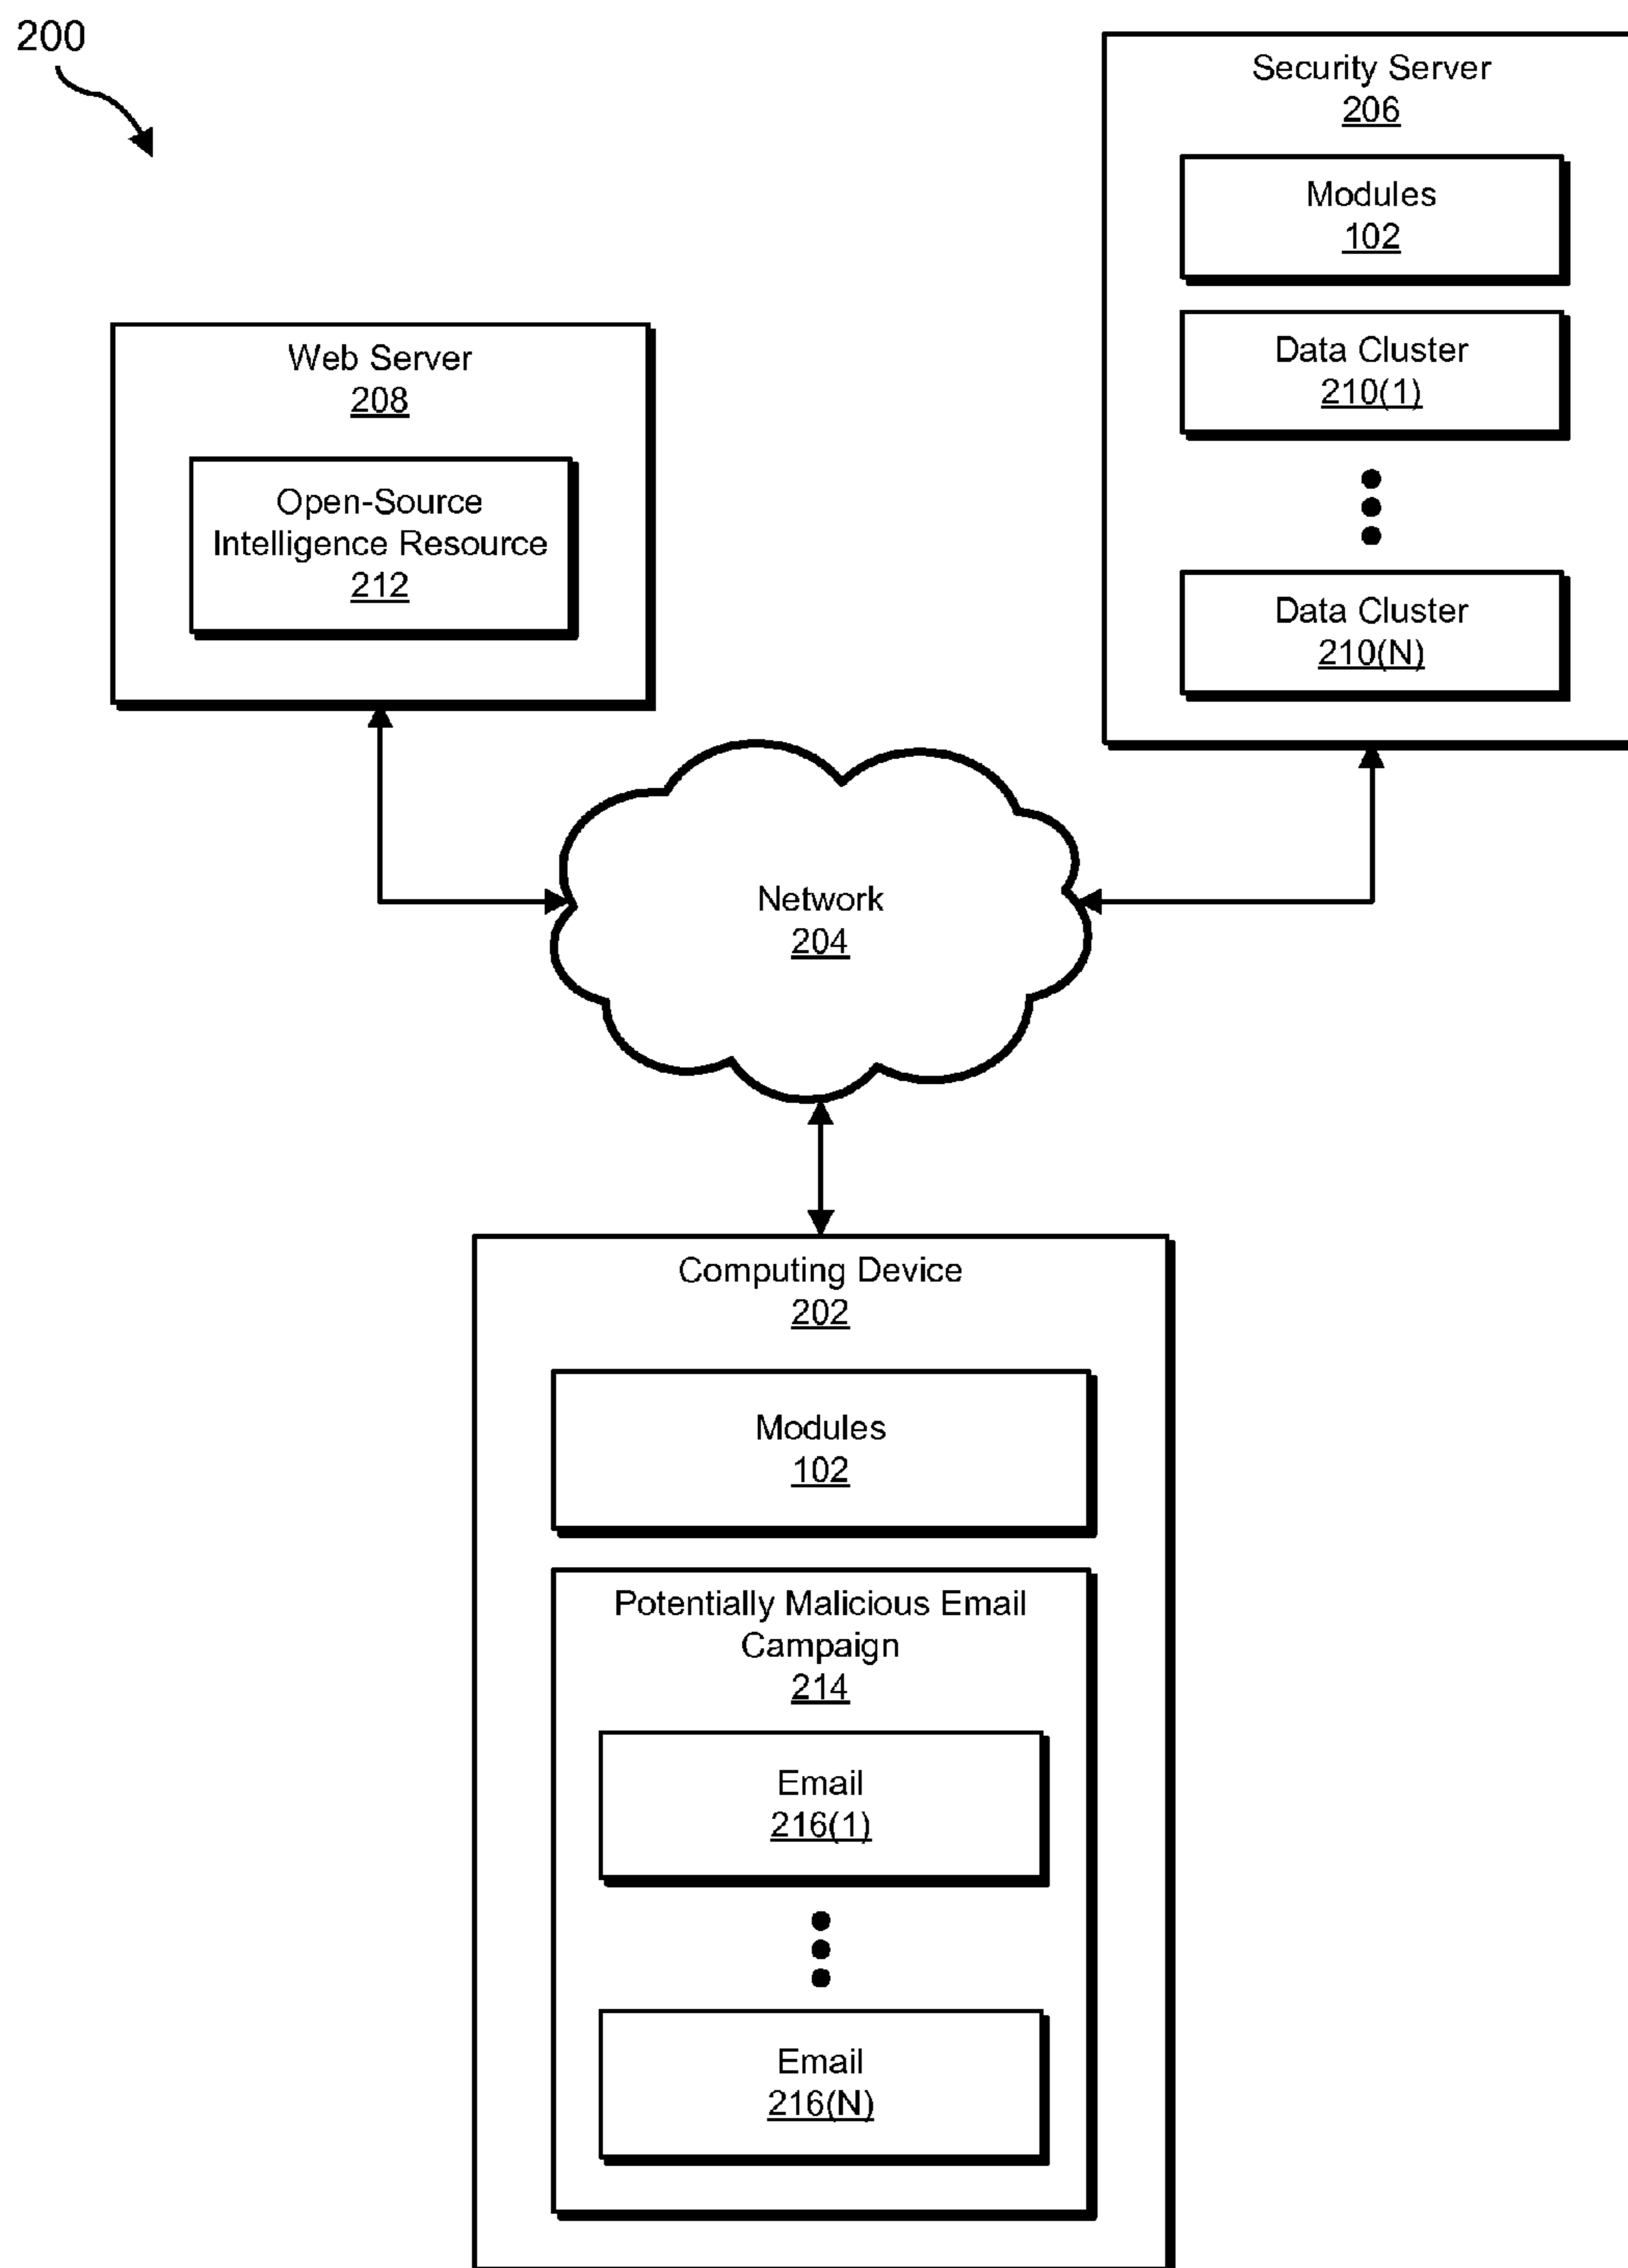 200
Security Server
206
Modules
102
Data Cluster
210(1)
Data Cluster
210(N)
Web Server
208
Open-Source
Intelligence Resource
212
Network
204
Computing Device
202
Modules
102
Potentially Malicious Email
Campaign
214
Email
216(1)
Email
216(N)